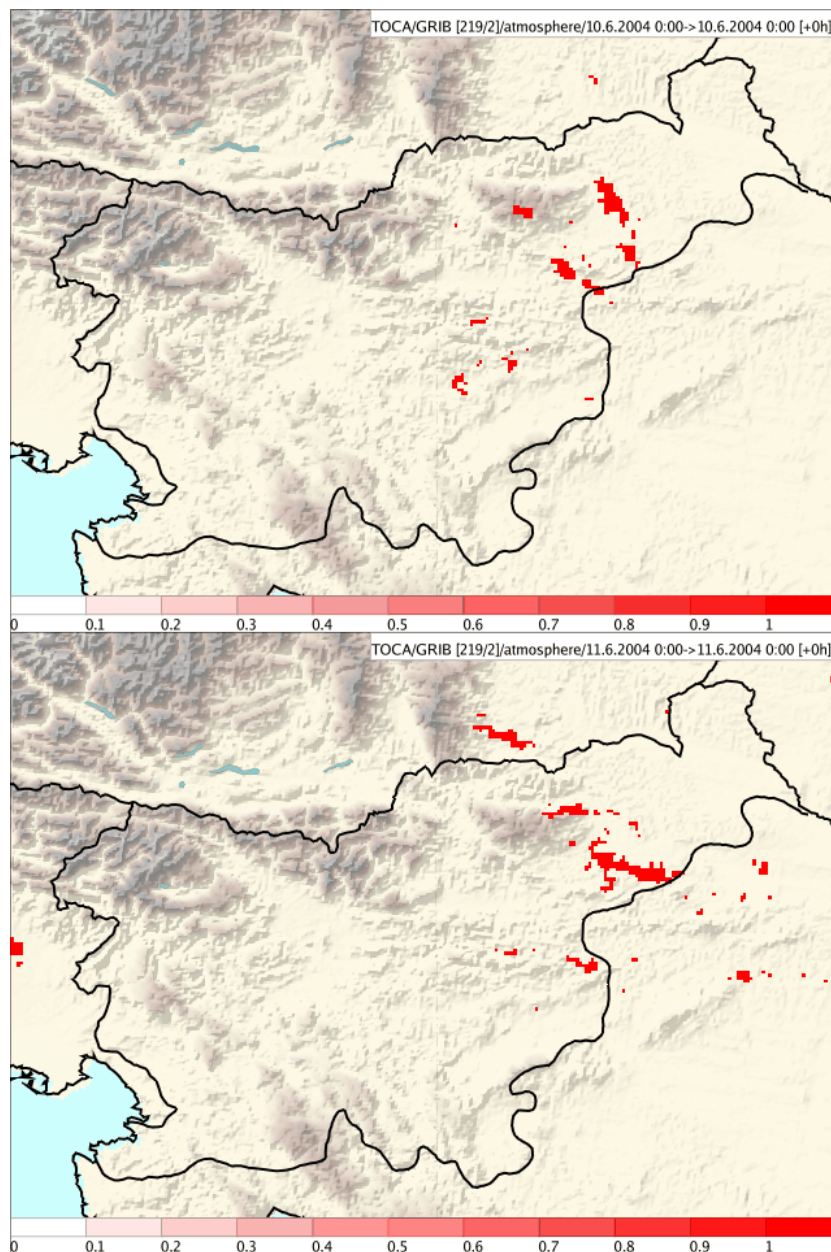 TOCA/GRIB [219/2]/atmosphere/10.6.2004 0:00->10.6.2004 0:00 [+0h]
0 0.1 0.2 0.3 0.4 0.5 0.6 0.7 0.8 0.9 1
TOCA/GRIB [219/2]/atmosphere/11.6.2004 0:00->11.6.2004 0:00 [+0h]
0 0.1 0.2 0.3 0.4 0.5 0.6 0.7 0.8 0.9 1